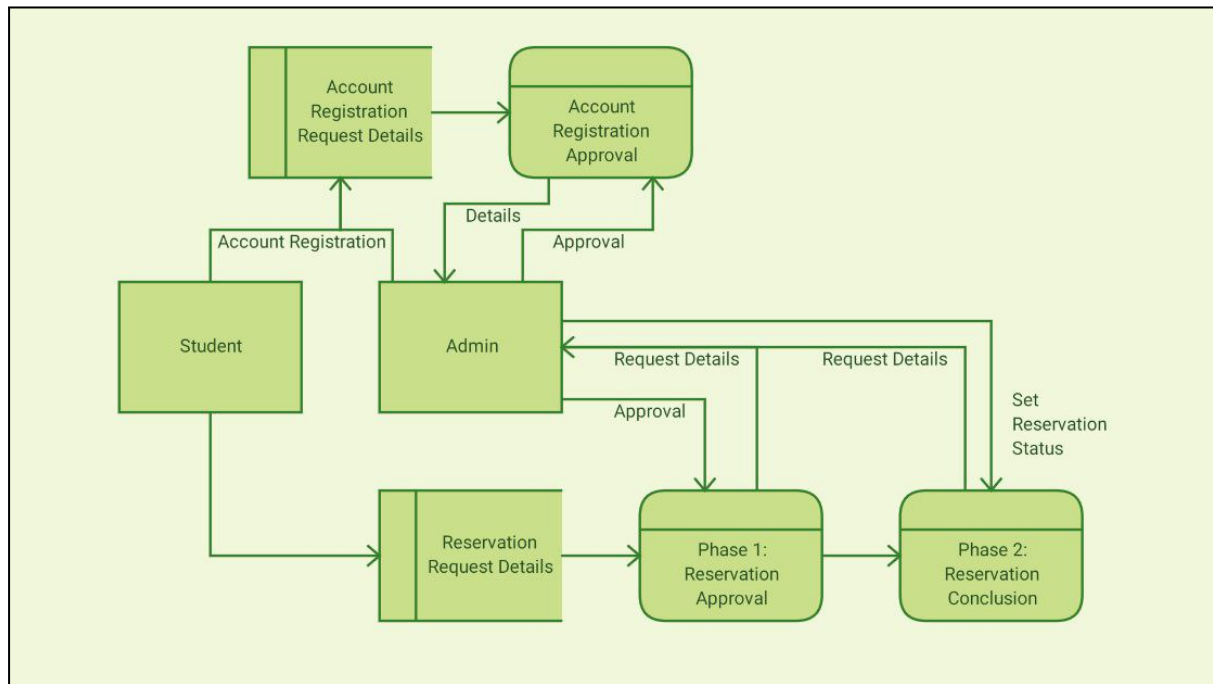 Account
Registration
Request Details
Account
Registration
Approval
Details
Account Registration
Approval
Student
Admin
Request Details
Request Details
Approval
Set
Reservation
Status
Reservation
Request Details
Phase 1:
Reservation
Approval
Phase 2:
Reservation
Conclusion